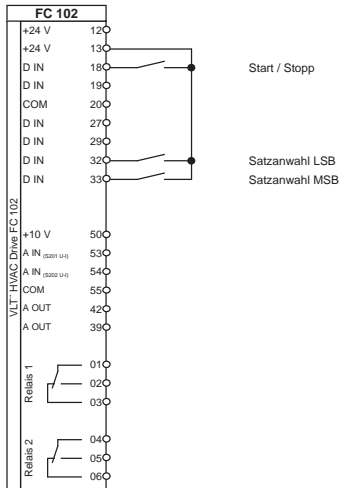 FC 102
+24 V 12
+24 V 13
D IN 18 Start / Stopp
D IN 19
COM 20
D IN 27
D IN 29
D IN 32 Satzanwahl LSB
D IN 33 Satzanwahl MSB
VLT¨ HVAC Drive FC 102
+10 V 50
A IN (S201 U-I) 53
A IN (S202 U-I) 54
COM 55
A OUT 42
A OUT 39
Relais 1
01
02
03
Relais 2
04
05
06